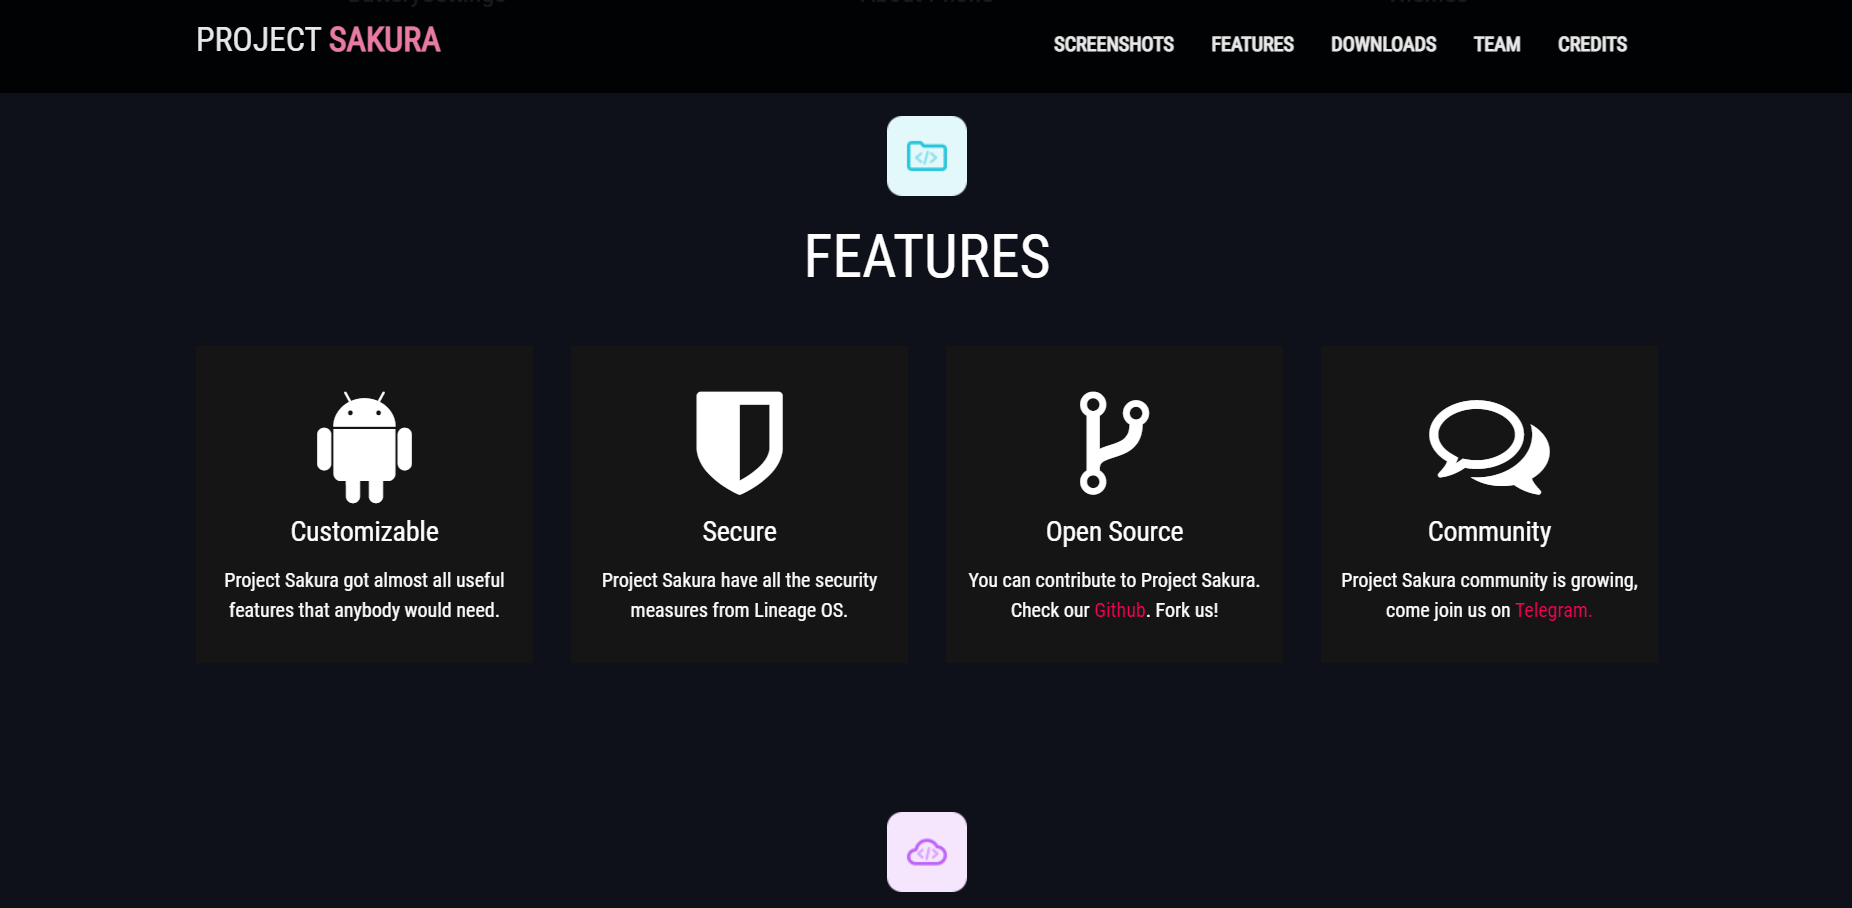 PROJECT SAKURA
SCREENSHOTS FEATURES DOWNLOADS TEAM CREDITS
FEATURES
Customizable
Project Sakura got almost all useful
features that anybody would need.
Secure
Project Sakura have all the security
measures from Lineage OS.
Open Source
You can contribute to Project Sakura.
Check our Github. Fork us!
Community
Project Sakura community is growing,
come join us on Telegram.